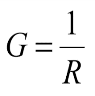 G = 1/R